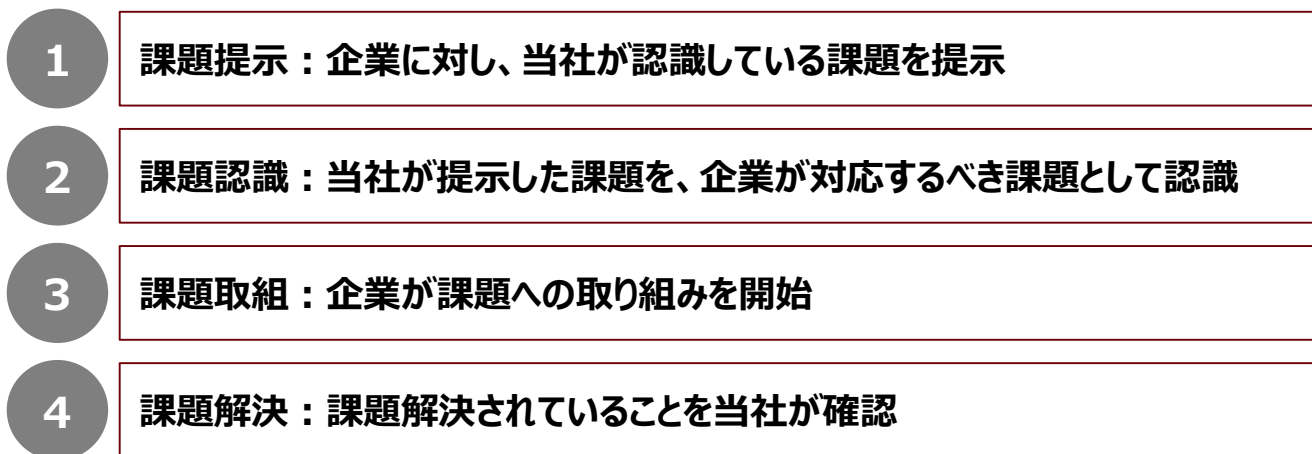 1
課題提示：企業に対し、当社が認識している課題を提示
2
課題認識：当社が提示した課題を、企業が対応するべき課題として認識
3
課題取組：企業が課題への取り組みを開始
4
課題解決：課題解決されていることを当社が確認